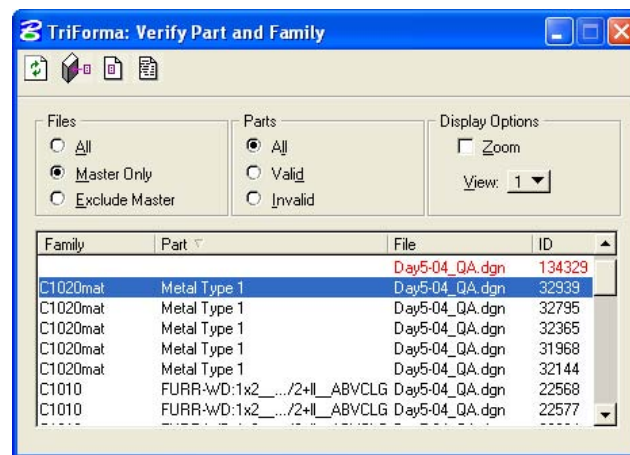 TriForma: Verify Part and Family
Files Parts Display Options
All All Zoom
Master Only Valid View: 1
Exclude Master Invalid
Family Part File ID
Day5-04_QA.dgn 134329
C1020mat Metal Type 1 Day5-04_QA.dgn 32939
C1020mat Metal Type 1 Day5-04_QA.dgn 32795
C1020mat Metal Type 1 Day5-04_QA.dgn 32365
C1020mat Metal Type 1 Day5-04_QA.dgn 31968
C1020mat Metal Type 1 Day5-04_QA.dgn 32144
C1010 FURR-WD:1x2__.../2+II__ABVCLG Day5-04_QA.dgn 22568
C1010 FURR-WD:1x2__.../2+II__ABVCLG Day5-04_QA.dgn 22577